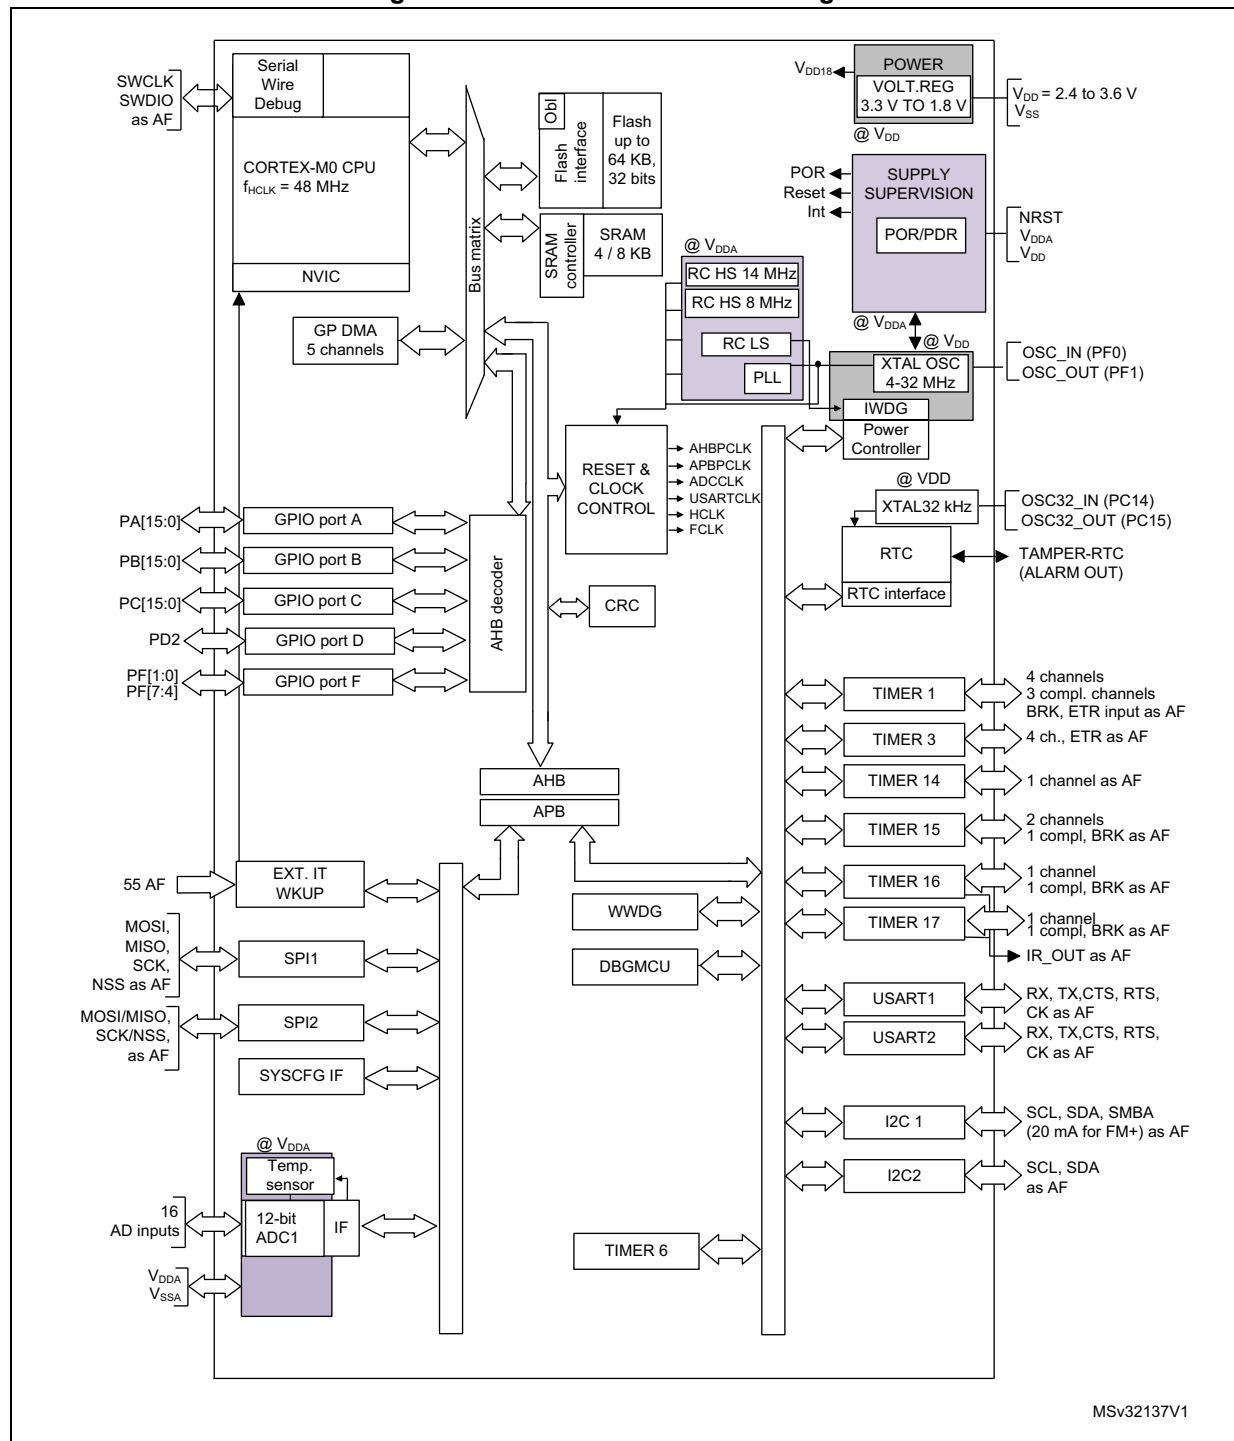 SWCLK
SWDIO
as AF
Serial
Wire
Debug
CORTEX-M0 CPU
fHCLK = 48 MHz
NVIC
GP DMA
5 channels
Bus matrix
Obl
Flash
interface
Flash
up to
64 KB,
32 bits
SRAM
controller
SRAM
4 / 8 KB
VDD18
POWER
VOLT.REG
3.3 V TO 1.8 V
@ VDD
VDD = 2.4 to 3.6 V
VSS
POR
Reset
Int
SUPPLY
SUPERVISION
POR/PDR
NRST
VDDA
VDD
@ VDDA
RC HS 14 MHz
RC HS 8 MHz
RC LS
PLL
@ VDDA
@ VDD
XTAL OSC
4-32 MHz
OSC_IN (PF0)
OSC_OUT (PF1)
IWDG
Power
Controller
RESET &
CLOCK
CONTROL
AHBPCLK
APBPCLK
ADCCLK
USARTCLK
HCLK
FCLK
@ VDD
XTAL32 kHz
OSC32_IN (PC14)
OSC32_OUT (PC15)
RTC
TAMPER-RTC
(ALARM OUT)
RTC interface
PA[15:0]
GPIO port A
PB[15:0]
GPIO port B
PC[15:0]
GPIO port C
PD2
GPIO port D
PF[1:0]
PF[7:4]
GPIO port F
AHB decoder
CRC
AHB
APB
TIMER 1
4 channels
3 compl. channels
BRK, ETR input as AF
TIMER 3
4 ch., ETR as AF
TIMER 14
1 channel as AF
TIMER 15
2 channels
1 compl, BRK as AF
TIMER 16
1 channel
1 compl, BRK as AF
TIMER 17
1 channel
1 compl, BRK as AF
IR_OUT as AF
55 AF
EXT. IT
WKUP
WWDG
DBGMCU
MOSI,
MISO,
SCK,
NSS as AF
SPI1
MOSI/MISO,
SCK/NSS,
as AF
SPI2
SYSCFG IF
USART1
RX, TX,CTS, RTS,
CK as AF
USART2
RX, TX,CTS, RTS,
CK as AF
I2C 1
SCL, SDA, SMBA
(20 mA for FM+) as AF
I2C2
SCL, SDA
as AF
@ VDDA
Temp.
sensor
16
AD inputs
12-bit
ADC1
IF
VDDA
VSSA
TIMER 6
MSv32137V1